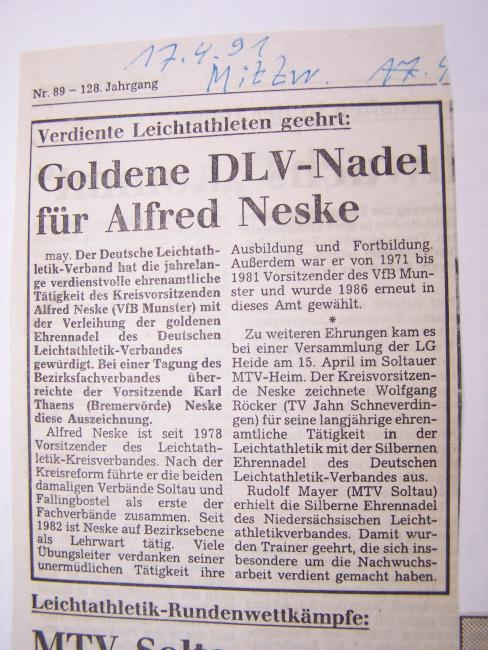 17.4.91
Mittw. 17.4
Nr. 89 – 128. Jahrgang
Verdiente Leichtathleten geehrt:
Goldene DLV-Nadel
für Alfred Neske
may. Der Deutsche Leichtath-
letik-Verband hat die jahrelan-
ge verdienstvolle ehrenamtliche
Tätigkeit des Kreisvorsitzenden
Alfred Neske (VfB Munster) mit
der Verleihung der goldenen
Ehrennadel des Deutschen
Leichtathletik-Verbandes
gewürdigt. Bei einer Tagung des
Bezirksfachverbandes über-
reichte der Vorsitzende Karl
Thaens (Bremervörde) Neske
diese Auszeichnung.
Alfred Neske ist seit 1978
Vorsitzender des Leichtath-
letik-Kreisverbandes. Nach der
Kreisreform führte er die beiden
damaligen Verbände Soltau und
Fallingbostel als erste der
Fachverbände zusammen. Seit
1982 ist Neske auf Bezirksebene
als Lehrwart tätig. Viele
Übungsleiter verdanken seiner
unermüdlichen Tätigkeit ihre
Ausbildung und Fortbildung.
Außerdem war er von 1971 bis
1981 Vorsitzender des VfB Mun-
ster und wurde 1986 erneut in
dieses Amt gewählt.
*
Zu weiteren Ehrungen kam es
bei einer Versammlung der LG
Heide am 15. April im Soltauer
MTV-Heim. Der Kreisvorsitzen-
de Neske zeichnete Wolfgang
Röcker (TV Jahn Schneverdin-
gen) für seine langjährige ehren-
amtliche Tätigkeit in der
Leichtathletik mit der Silbernen
Ehrennadel des Deutschen
Leichtathletik-Verbandes aus.
Rudolf Mayer (MTV Soltau)
erhielt die Silberne Ehrennadel
des Niedersächsischen Leicht-
athletikverbandes. Damit wur-
den Trainer geehrt, die sich ins-
besondere um die Nachwuchs-
arbeit verdient gemacht haben.
Leichtathletik-Rundenwettkämpfe:
MTV